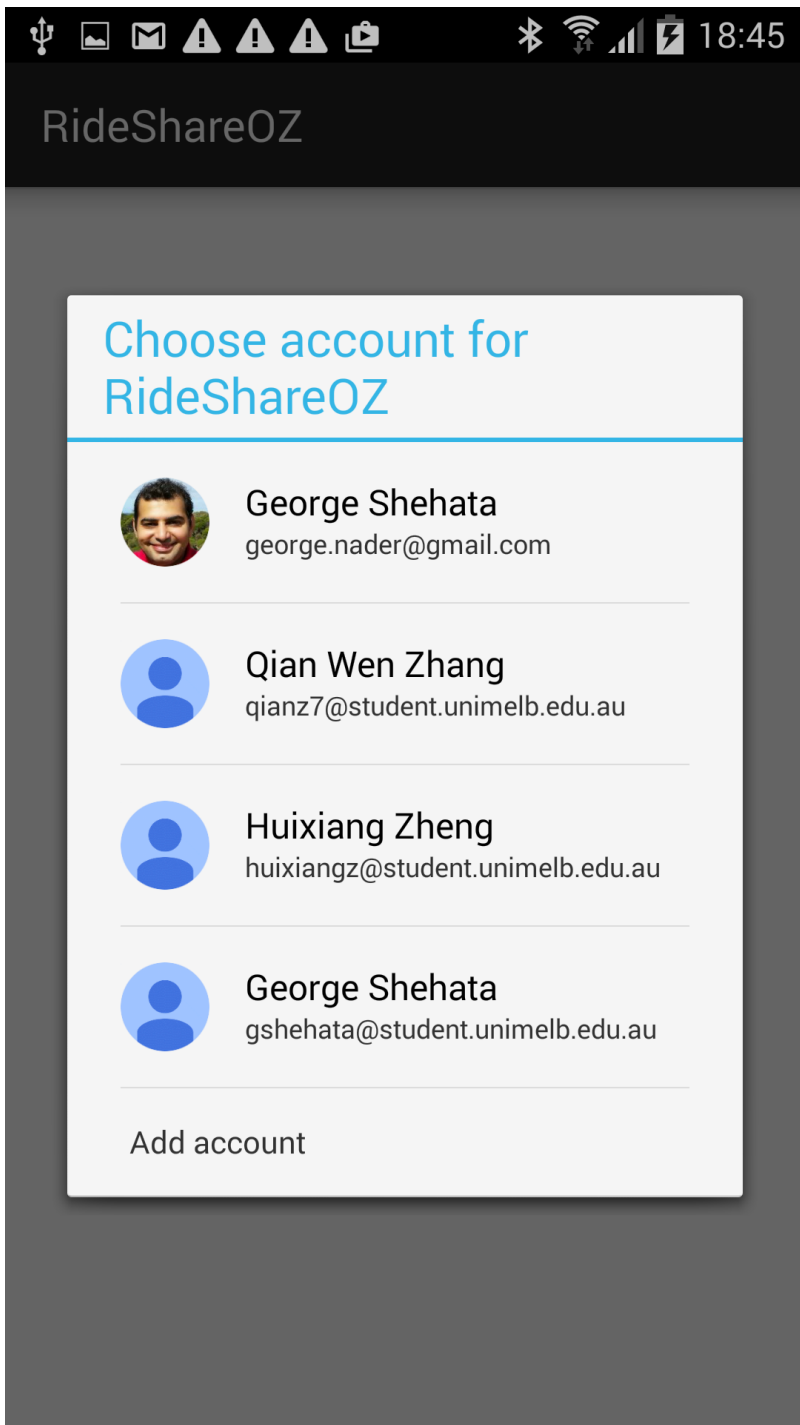 18:45
RideShareOZ
Choose account for
RideShareOZ
George Shehata
george.nader@gmail.com
Qian Wen Zhang
qianz7@student.unimelb.edu.au
Huixiang Zheng
huixiangz@student.unimelb.edu.au
George Shehata
gshehata@student.unimelb.edu.au
Add account